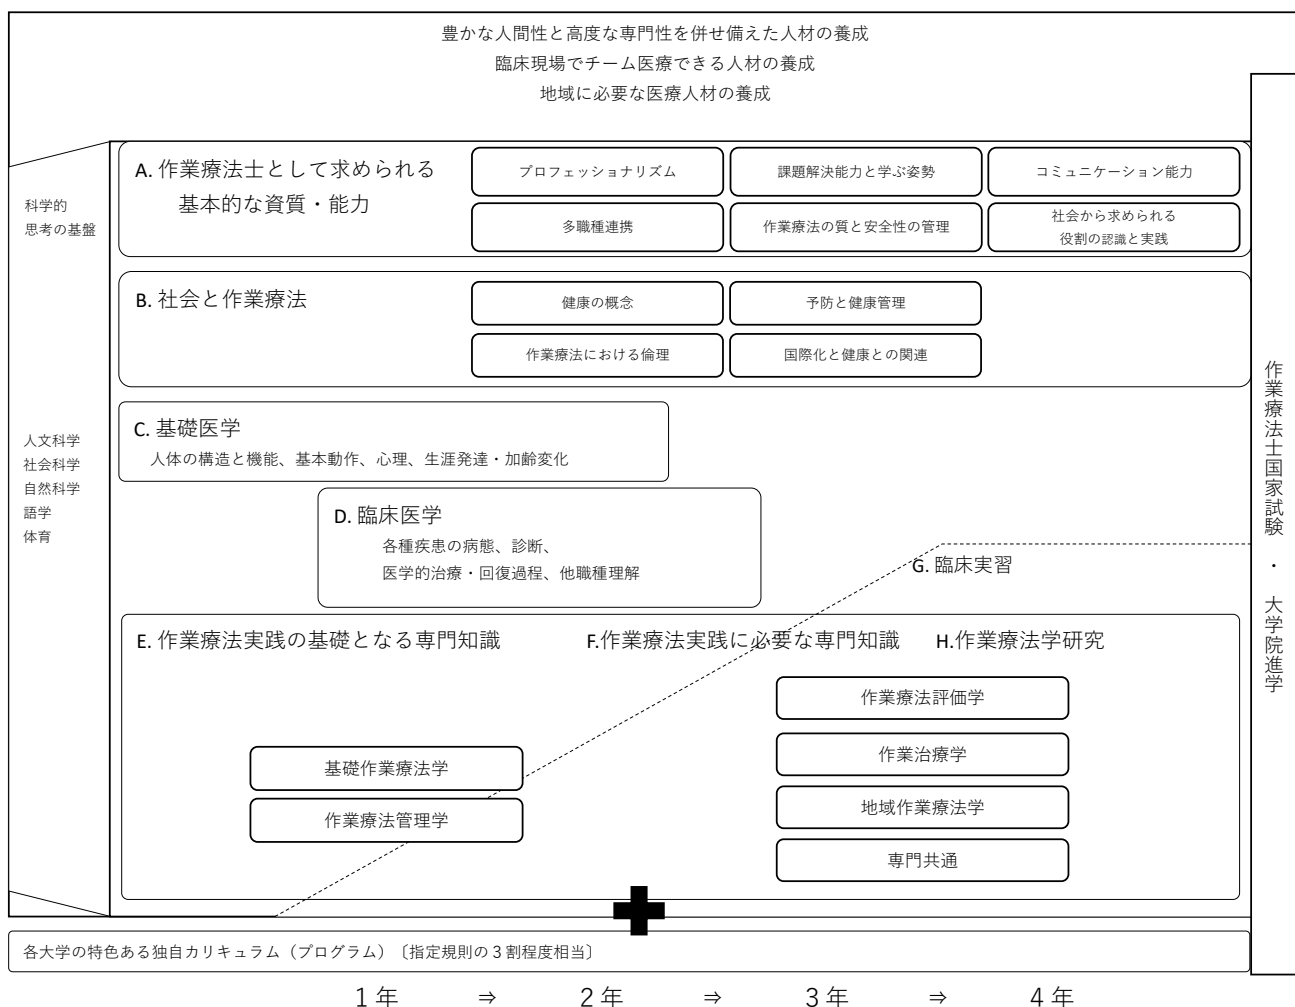 豊かな人間性と高度な専門性を併せ備えた人材の養成
臨床現場でチーム医療できる人材の養成
地域に必要な医療人材の養成
科学的
思考の基盤
人文科学
社会科学
自然科学
語学
体育
A. 作業療法士として求められる
基本的な資質・能力
プロフェッショナリズム
課題解決能力と学ぶ姿勢
コミュニケーション能力
多職種連携
作業療法の質と安全性の管理
社会から求められる
役割の認識と実践
B. 社会と作業療法
健康の概念
予防と健康管理
作業療法における倫理
国際化と健康との関連
C. 基礎医学
人体の構造と機能、基本動作、心理、生涯発達・加齢変化
D. 臨床医学
各種疾患の病態、診断、
医学的治療・回復過程、他職種理解
G. 臨床実習
E. 作業療法実践の基礎となる専門知識
F.作業療法実践に必要な専門知識
H.作業療法学研究
基礎作業療法学
作業療法管理学
作業療法評価学
作業治療学
地域作業療法学
専門共通
作業療法士国家試験 ・ 大学院進学
各大学の特色ある独自カリキュラム（プログラム）〔指定規則の３割程度相当〕
１年 ⇒ ２年 ⇒ ３年 ⇒ ４年